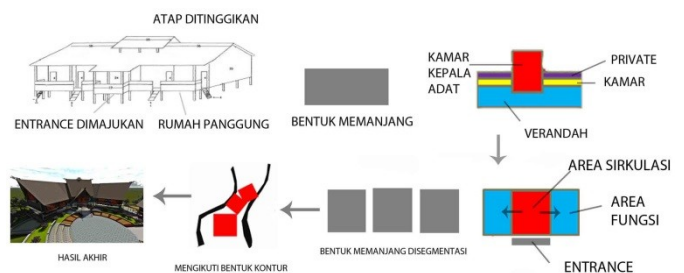 ATAP DITINGGIKAN
ENTRANCE DIMAJUKAN
RUMAH PANGGUNG
BENTUK MEMANJANG
KAMAR
KEPALA
ADAT
PRIVATE
KAMAR
VERANDAH
AREA SIRKULASI
AREA
FUNGSI
ENTRANCE
BENTUK MEMANJANG DISEGMENTASI
MENGIKUTI BENTUK KONTUR
HASIL AKHIR